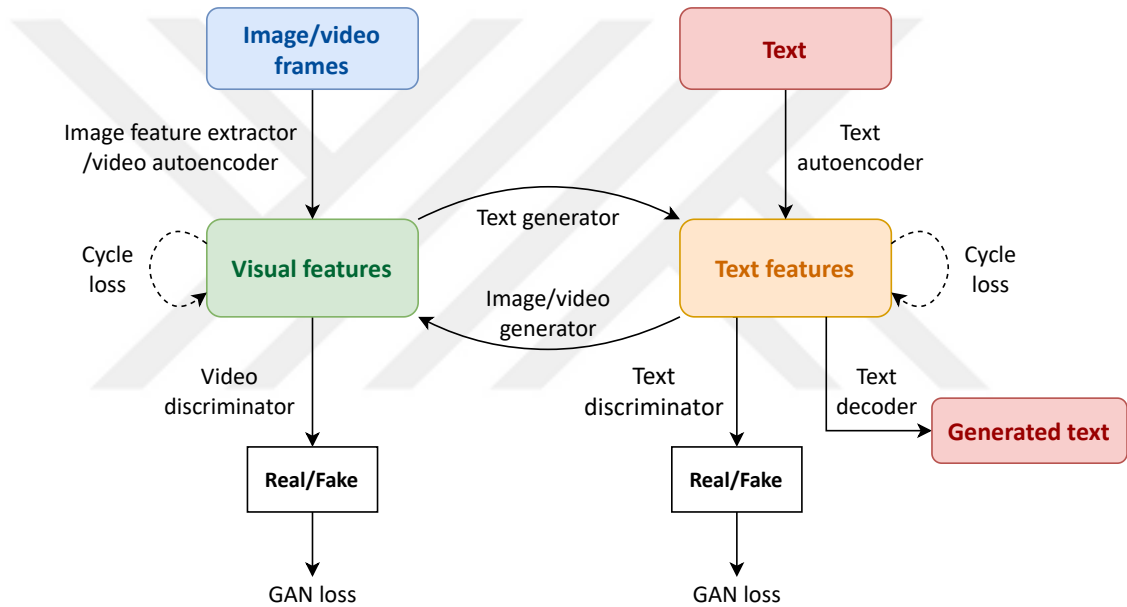 Image/video
frames
Text
Image feature extractor
/video autoencoder
Text
autoencoder
Text generator
Cycle
loss
Visual features
Text features
Cycle
loss
Image/video
generator
Video
discriminator
Text
discriminator
Text
decoder
Generated text
Real/Fake
Real/Fake
GAN loss
GAN loss